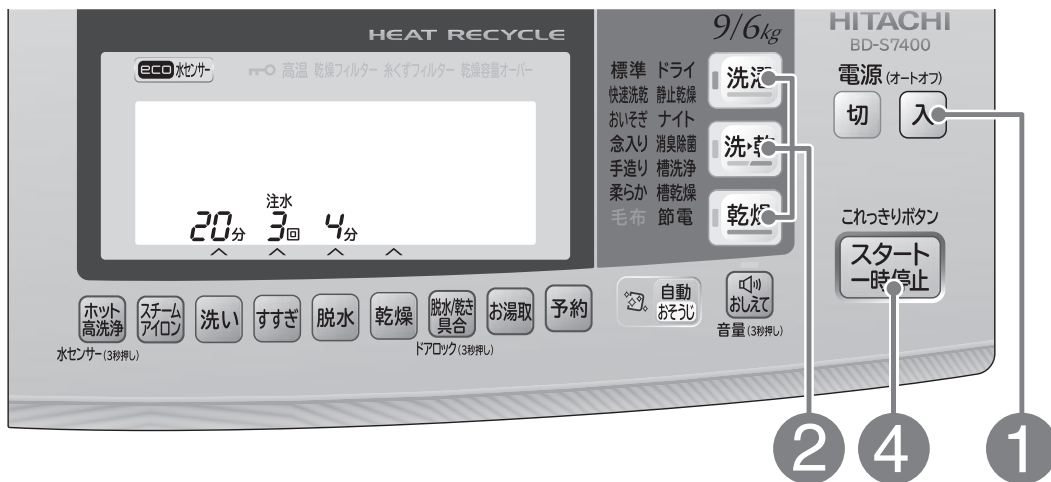 HEAT RECYCLE
eco水センサー
高温 乾燥フィルター 糸くずフィルター 乾燥容量オーバー
注水
20分 3回 4分
9/6kg
標準 ドライ
快速洗乾 静止乾燥
おいそぎ ナイト
念入り 消臭除菌
手造り 槽洗浄
柔らか 槽乾燥
毛布 節電
洗濯
洗・乾
乾燥
HITACHI
BD-S7400
電源(オートオフ)
切 入
これっきりボタン
スタート
一時停止
ホット
高洗浄
スチーム
アイロン
洗い
すすぎ
脱水
乾燥
脱水/乾き
具合
お湯取
予約
水センサー(3秒押し)
ドアロック(3秒押し)
自動
おそうじ
おしえて
音量(3秒押し)
2 4 1